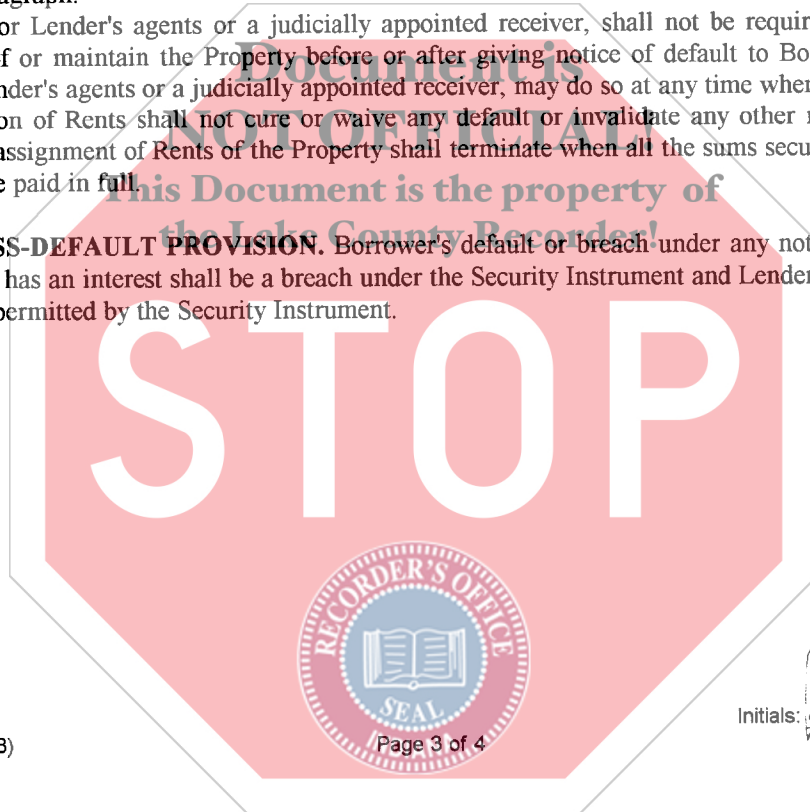 or Lender's agents or a judicially appointed receiver, shall not be requir
f or maintain the Property before or after giving notice of default to Bo
nder's agents or a judicially appointed receiver, may do so at any time wher
on of Rents shall not cure or waive any default or invalidate any other
assignment of Rents of the Property shall terminate when all the sums secu
e paid in full.
Document is
NOT OFFICIAL!
This Document is the property of
the Lake County Recorder!
SS-DEFAULT PROVISION. Borrower's default or breach under any not
has an interest shall be a breach under the Security Instrument and Lender
permitted by the Security Instrument.
STOP
RECORDER'S OFFICE
SEAL
INDIANA
Initials:
3)
Page 3 of 4